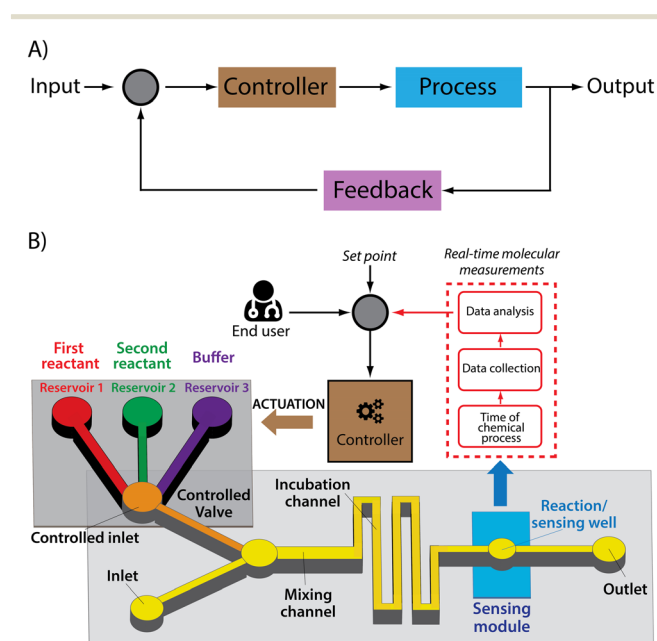 A)
Input
Controller
Process
Output
Feedback
B)
Set point
Real-time molecular
measurements
End user
Data analysis
Data collection
Time of
chemical
process
First
reactant
Second
reactant
Buffer
Reservoir 1
Reservoir 2
Reservoir 3
ACTUATION
Controller
Controlled
Valve
Controlled inlet
Incubation
channel
Reaction/
sensing well
Inlet
Mixing
channel
Outlet
Sensing
module